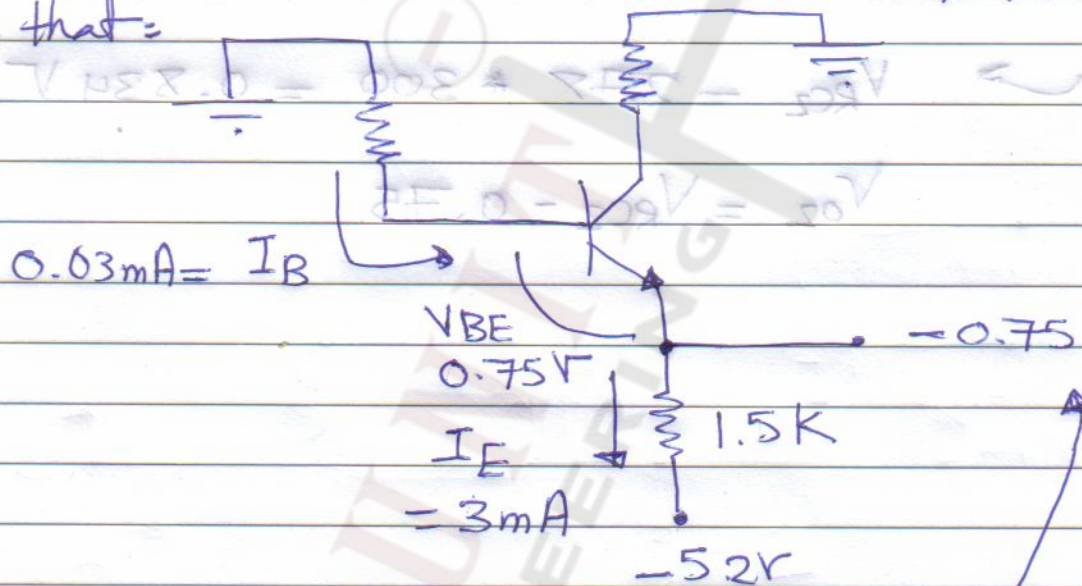 that:
0.03mA = IB
VBE
0.75V
-0.75
IE
= 3mA
1.5K
-5.2V